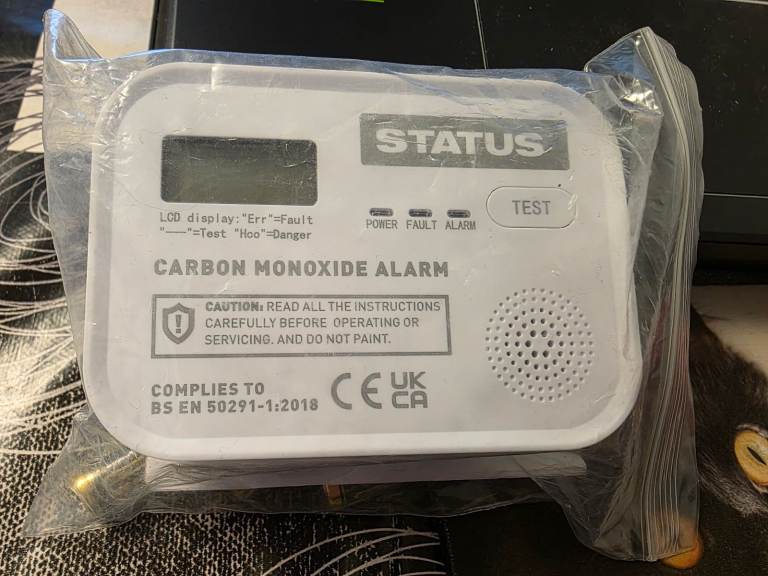 STATUS
LCD display:"Err"=Fault
"---"=Test "Hoo"=Danger
POWER FAULT ALARM
TEST
CARBON MONOXIDE ALARM
CAUTION: READ ALL THE INSTRUCTIONS
CAREFULLY BEFORE OPERATING OR
SERVICING. AND DO NOT PAINT.
COMPLIES TO
BS EN 50291-1:2018
CE
UK
CA